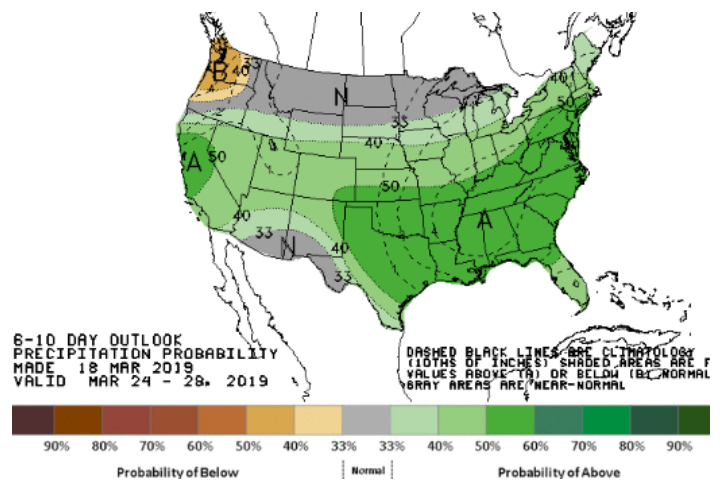 33
B 40
N
40
50
33
40
A 50
50
A
40
33
N
40
33
6-10 DAY OUTLOOK
PRECIPITATION PROBABILITY
MADE 18 MAR 2019
VALID MAR 24 - 28, 2019
DASHED BLACK LINES ARE CLIMATOLOGY
(10THS OF INCHES) SHADED AREAS ARE F
VALUES ABOVE (A) OR BELOW (B) NORMAL
GRAY AREAS ARE NEAR-NORMAL
90% 80% 70% 60% 50% 40% 33% 33% 40% 50% 60% 70% 80% 90%
Probability of Below Normal Probability of Above